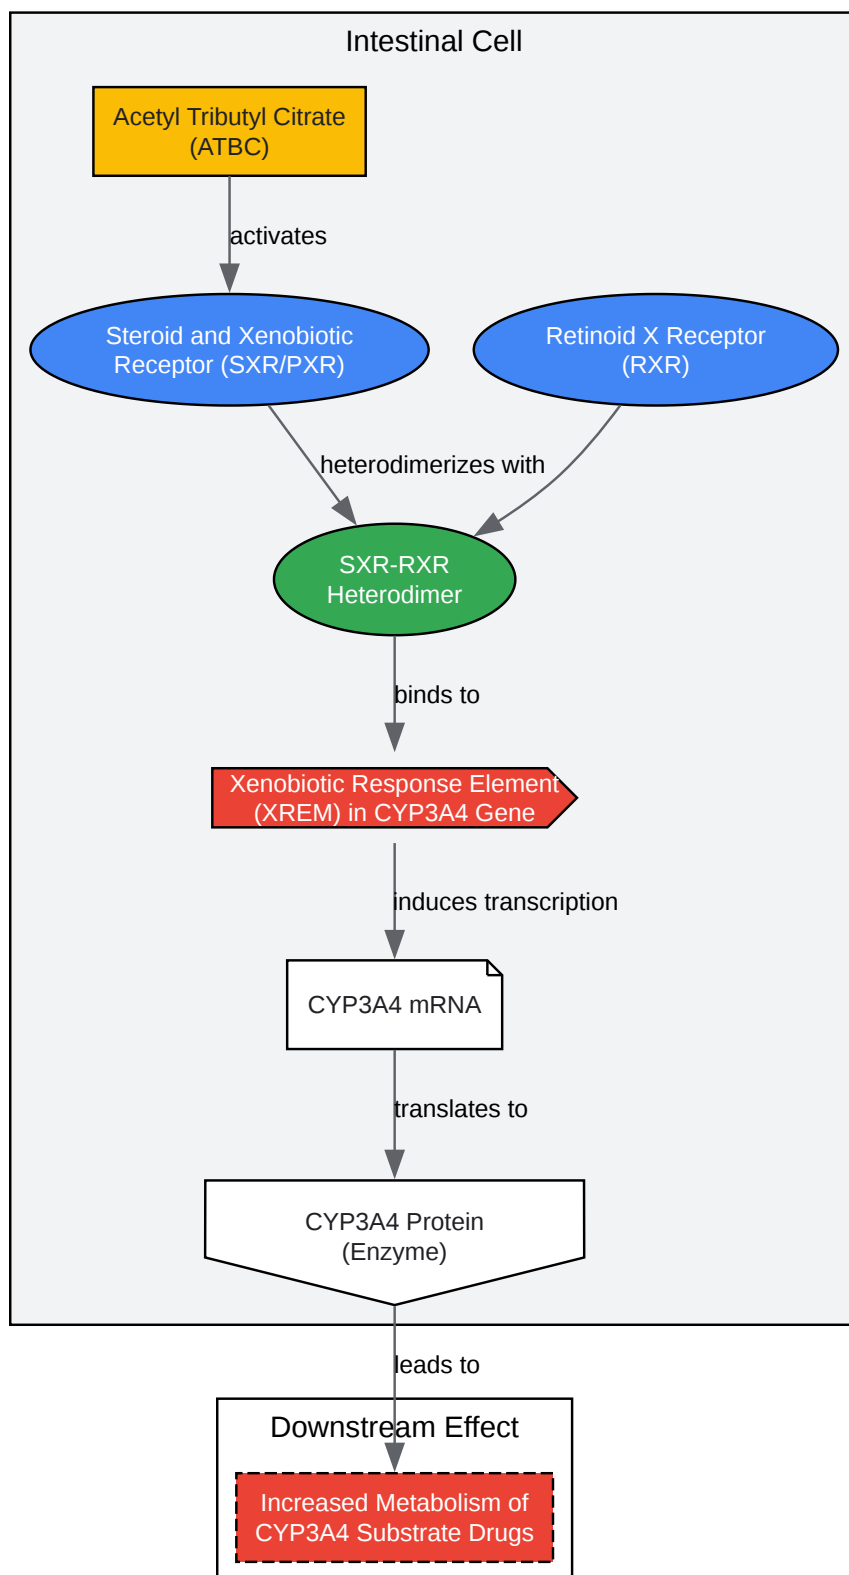 Intestinal Cell
Acetyl Tributyl Citrate
(ATBC)
activates
Steroid and Xenobiotic
Receptor (SXR/PXR)
Retinoid X Receptor
(RXR)
heterodimerizes with
SXR-RXR
Heterodimer
binds to
Xenobiotic Response Element
(XREM) in CYP3A4 Gene
induces transcription
CYP3A4 mRNA
translates to
CYP3A4 Protein
(Enzyme)
leads to
Downstream Effect
Increased Metabolism of
CYP3A4 Substrate Drugs